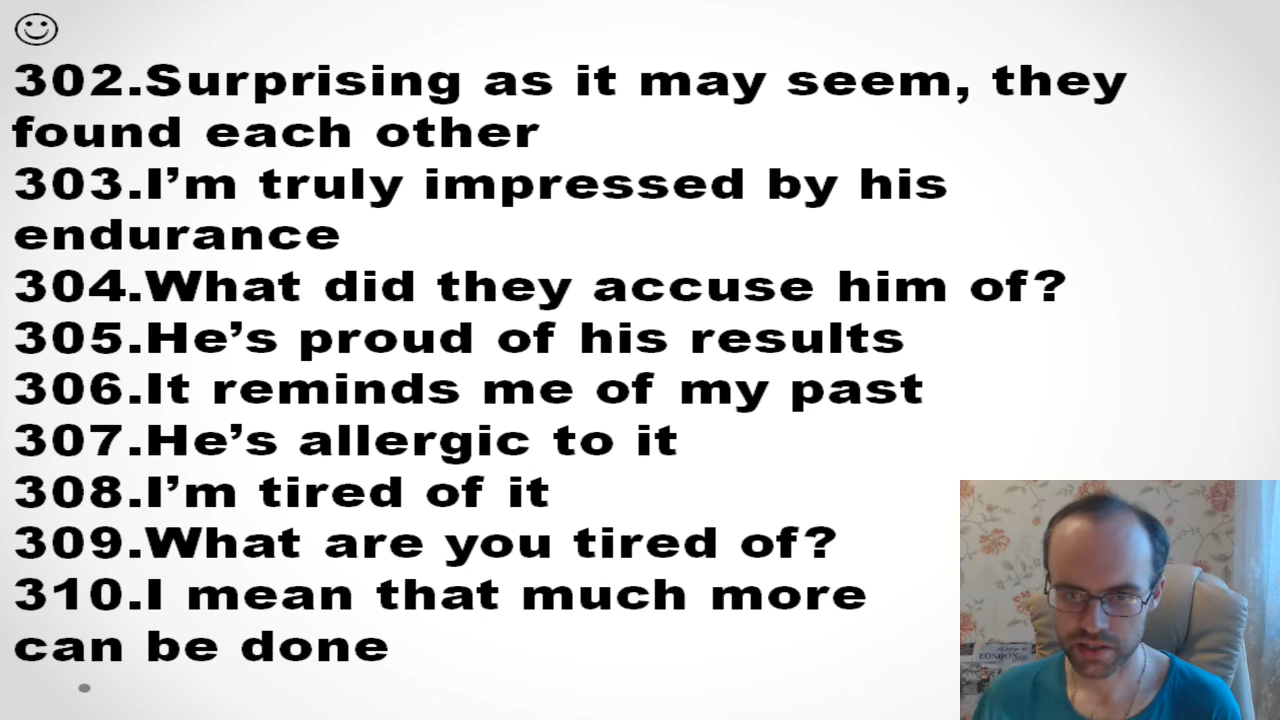 302.Surprising as it may seem, they
found each other
303.I’m truly impressed by his
endurance
304.What did they accuse him of?
305.He’s proud of his results
306.It reminds me of my past
307.He’s allergic to it
308.I’m tired of it
309.What are you tired of?
310.I mean that much more
can be done
LONDON